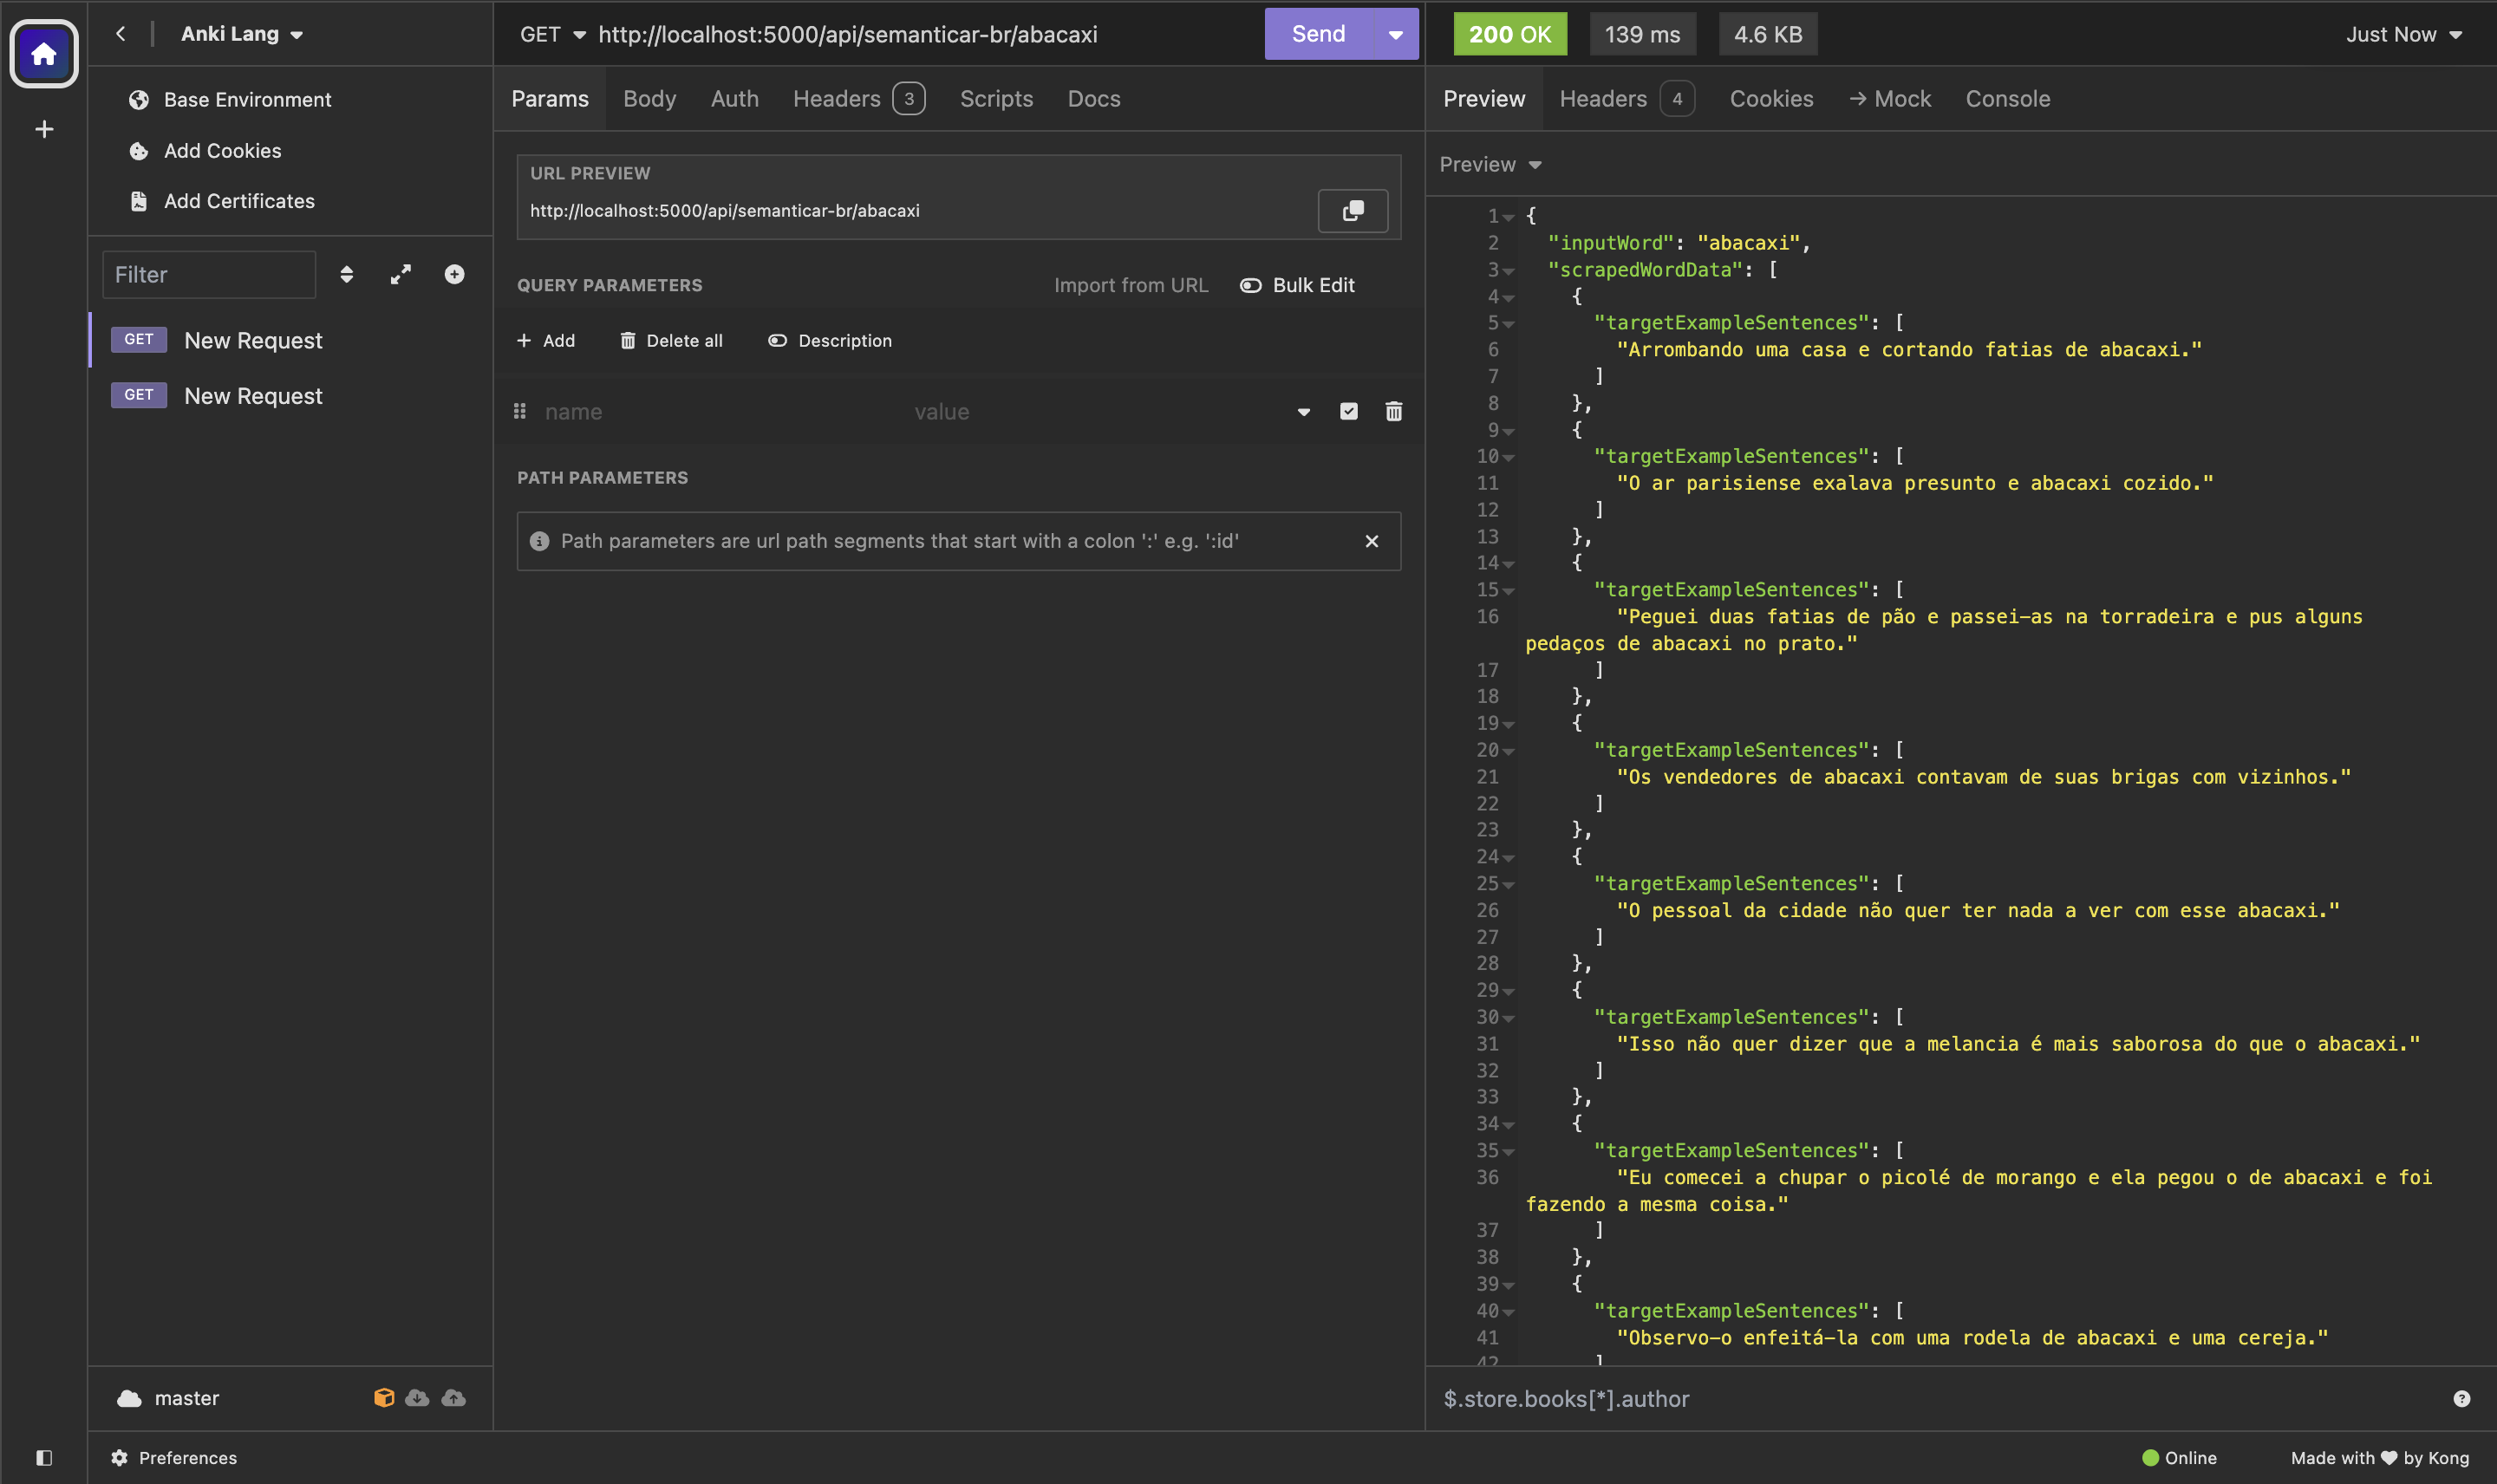 Anki Lang
Base Environment
Add Cookies
Add Certificates
Filter
GET New Request
GET New Request
master
Preferences
GET http://localhost:5000/api/semanticar-br/abacaxi Send
Params Body Auth Headers 3 Scripts Docs
URL PREVIEW
http://localhost:5000/api/semanticar-br/abacaxi
QUERY PARAMETERS Import from URL Bulk Edit
+ Add Delete all Description
name value
PATH PARAMETERS
Path parameters are url path segments that start with a colon ':' e.g. ':id'
200 OK 139 ms 4.6 KB Just Now
Preview Headers 4 Cookies → Mock Console
Preview
1 {
2 "inputWord": "abacaxi",
3 "scrapedWordData": [
4 {
5 "targetExampleSentences": [
6 "Arrombando uma casa e cortando fatias de abacaxi."
7 ]
8 },
9 {
10 "targetExampleSentences": [
11 "O ar parisiense exalava presunto e abacaxi cozido."
12 ]
13 },
14 {
15 "targetExampleSentences": [
16 "Peguei duas fatias de pão e passei-as na torradeira e pus alguns
pedaços de abacaxi no prato."
17 ]
18 },
19 {
20 "targetExampleSentences": [
21 "Os vendedores de abacaxi contavam de suas brigas com vizinhos."
22 ]
23 },
24 {
25 "targetExampleSentences": [
26 "O pessoal da cidade não quer ter nada a ver com esse abacaxi."
27 ]
28 },
29 {
30 "targetExampleSentences": [
31 "Isso não quer dizer que a melancia é mais saborosa do que o abacaxi."
32 ]
33 },
34 {
35 "targetExampleSentences": [
36 "Eu comecei a chupar o picolé de morango e ela pegou o de abacaxi e foi
fazendo a mesma coisa."
37 ]
38 },
39 {
40 "targetExampleSentences": [
41 "Observo-o enfeitá-la com uma rodela de abacaxi e uma cereja."
42 ]
$.store.books[*].author
Online Made with ♥ by Kong